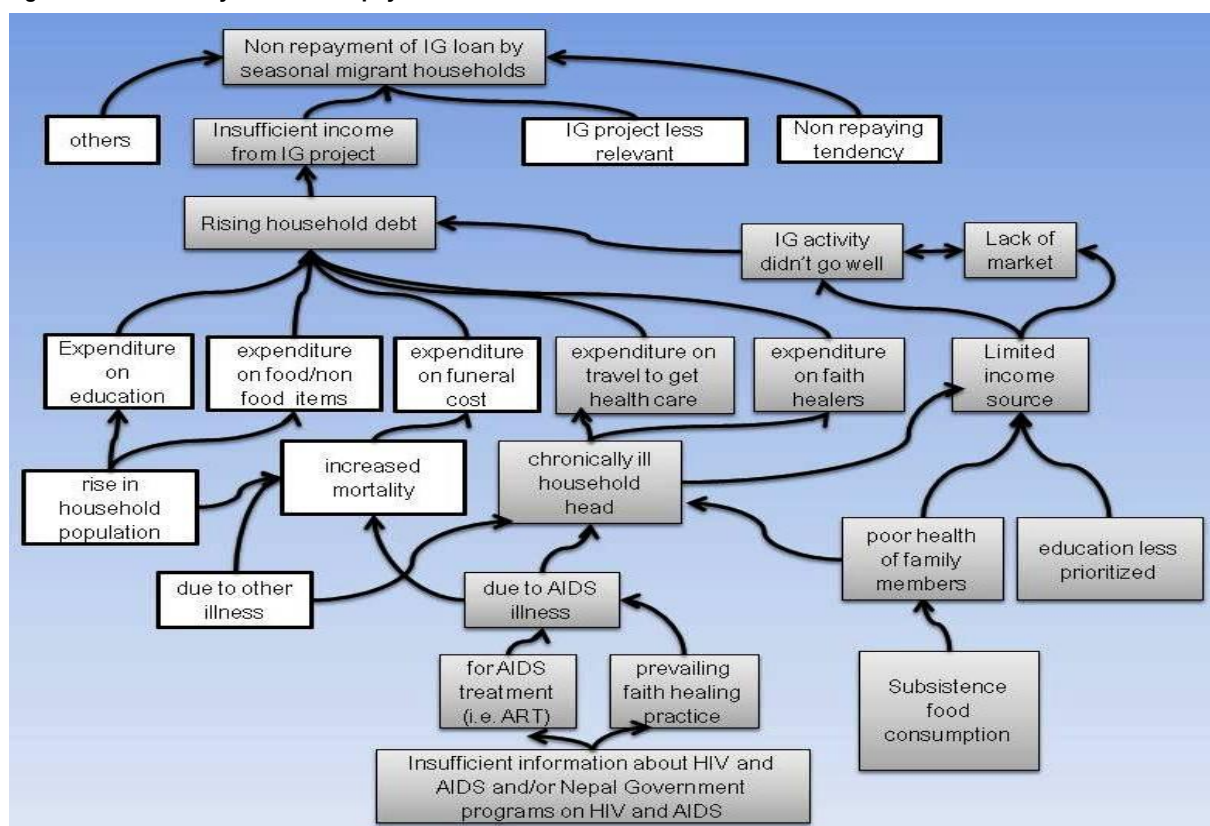 Non repayment of IG loan by
seasonal migrant households
others
Insufficient income
from IG project
IG project less
relevant
Non repaying
tendency
Rising household debt
IG activity
didn't go well
Lack of
market
Expenditure
on
education
expenditure
on food/non
food items
expenditure
on funeral
cost
expenditure on
travel to get
health care
expenditure
on faith
healers
Limited
income
source
rise in
household
population
increased
mortality
chronically ill
household
head
poor health
of family
members
education less
prioritized
due to other
illness
due to AIDS
illness
for AIDS
treatment
(i.e. ART)
prevailing
faith healing
practice
Subsistence
food
consumption
Insufficient information about HIV and
AIDS and/or Nepal Government
programs on HIV and AIDS